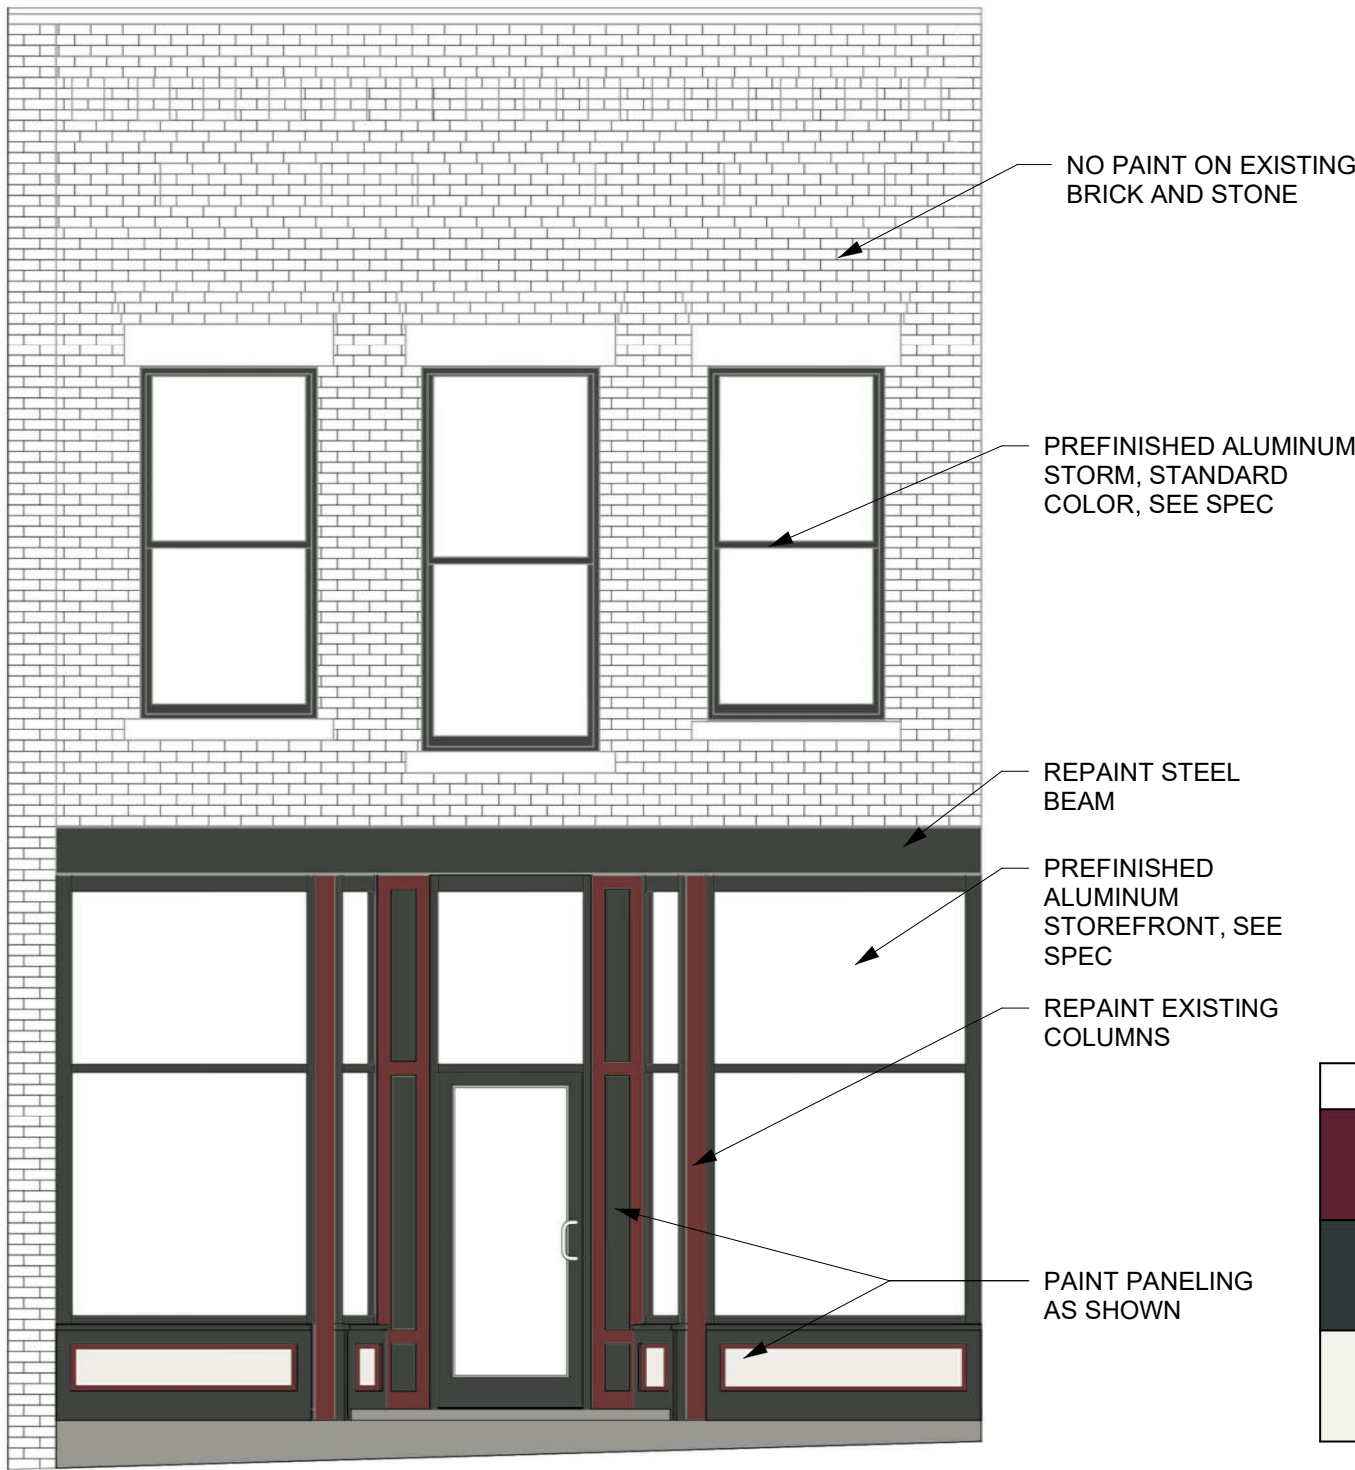 NO PAINT ON EXISTING
BRICK AND STONE
PREFINISHED ALUMINUM
STORM, STANDARD
COLOR, SEE SPEC
REPAINT STEEL
BEAM
PREFINISHED
ALUMINUM
STOREFRONT, SEE
SPEC
REPAINT EXISTING
COLUMNS
PAINT PANELING
AS SHOWN